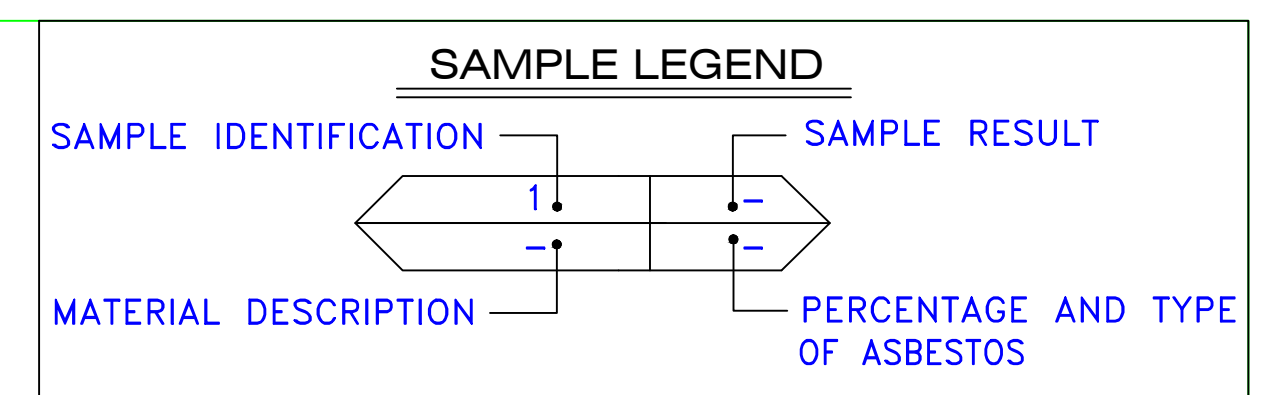 SAMPLE LEGEND
SAMPLE IDENTIFICATION
SAMPLE RESULT
1 -
- -
MATERIAL DESCRIPTION
PERCENTAGE AND TYPE
OF ASBESTOS